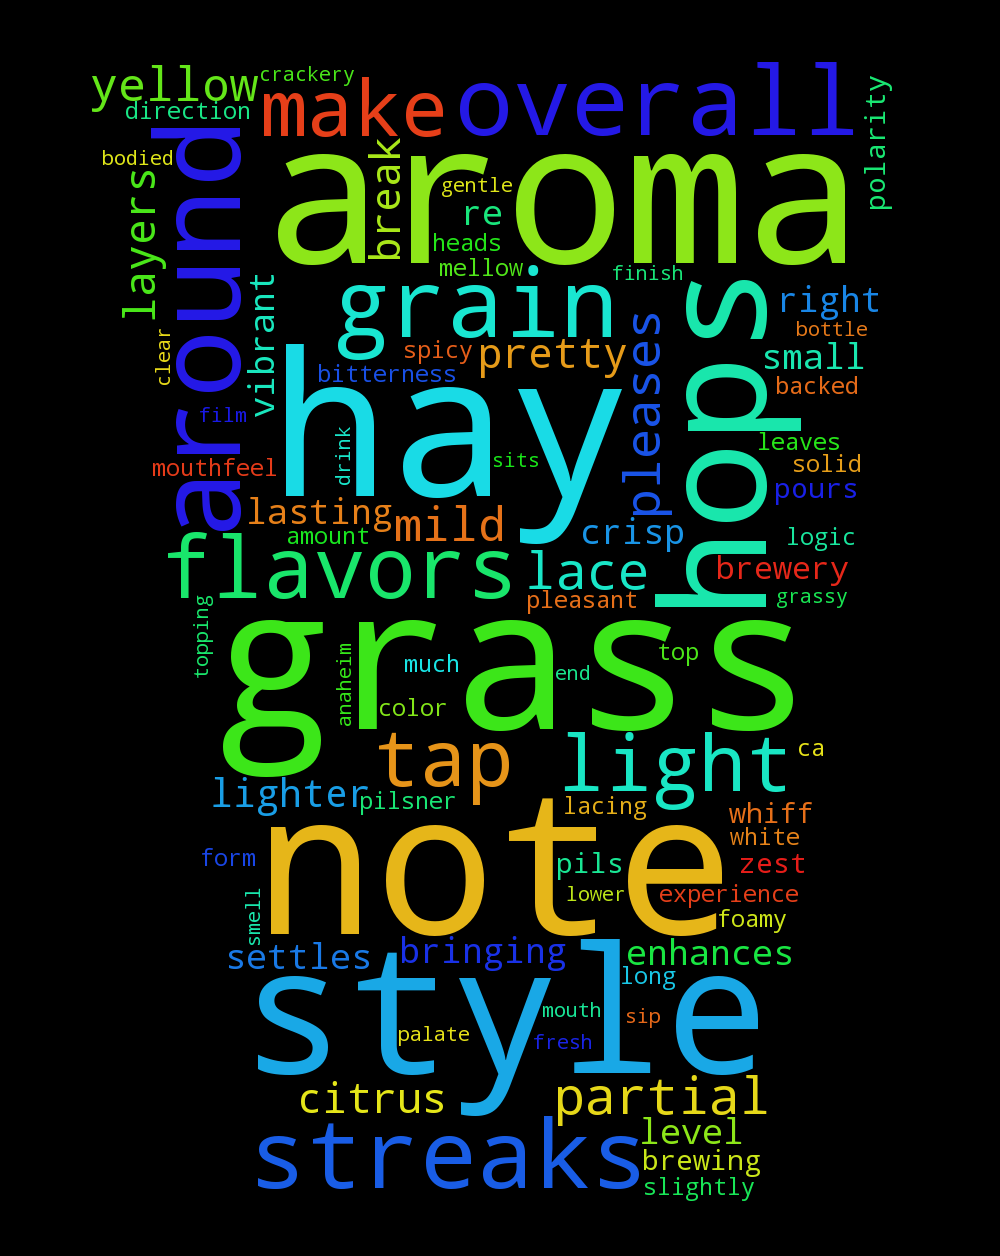 yellow
crackery
make
overall
direction
polarity
around
aroma
break
bodied
gentle
layers
re
heads
mellow
finish
vibrant
grain
hops
right
pleases
bottle
clear
spicy
pretty
small
bitterness
hay
backed
film
drink
sits
leaves
mouthfeel
solid
pours
lasting
mild
crisp
amount
logic
flavors
lace
brewery
pleasant
grassy
topping
grass
anaheim
much
top
end
color
tap
light
ca
lighter
pilsner
lacing
whiff
note
white
form
pils
zest
smell
lower
experience
foamy
settles
bringing
enhances
style
long
mouth
sip
palate
fresh
citrus
partial
streaks
level
brewing
slightly